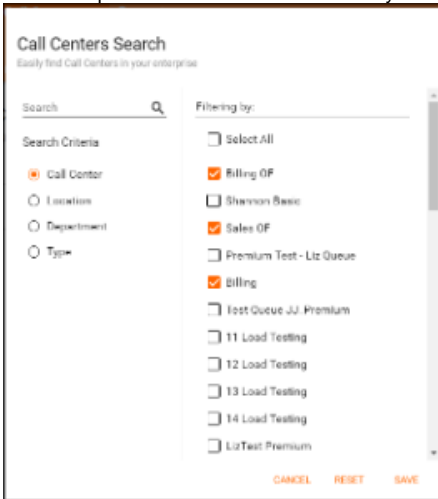 Call Centers Search
Easily find Call Centers in your enterprise
Search
Search Criteria
Call Center
Location
Department
Type
Filtering by:
Select All
Billing OF
Shannon Basic
Sales OF
Premium Test - Liz Queue
Billing
Test Queue JJ. Premium
11 Load Testing
12 Load Testing
13 Load Testing
14 Load Testing
LizTest Premium
CANCEL RESET SAVE